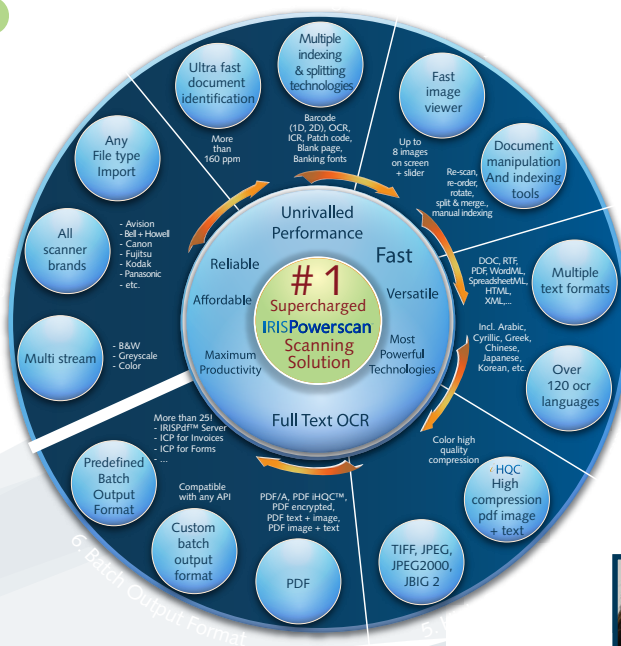 Ultra fast
document
identification
More
than
160 ppm
Multiple
indexing
& splitting
technologies
Barcode
(1D, 2D), OCR,
ICR, Patch code,
Blank page,
Banking fonts
Fast
image
viewer
Up to
8 images
on screen
+ slider
Document
manipulation
And indexing
tools
Re-scan,
re-order,
rotate,
split & merge.,
manual indexing
Multiple
text formats
DOC, RTF,
PDF, WordML,
SpreadsheetML,
HTML,
XML,...
Over
120 ocr
languages
Incl. Arabic,
Cyrillic, Greek,
Chinese,
Japanese,
Korean, etc.
HQC
High
compression
pdf image
+ text
Color high
quality
compression
TIFF, JPEG,
JPEG2000,
JBIG 2
PDF
PDF/A, PDF iHQC™,
PDF encrypted,
PDF text + image,
PDF image + text
Custom
batch
output
format
Compatible
with any API
Predefined
Batch
Output
Format
More than 25!
- IRISPdf™ Server
- ICP for Invoices
- ICP for Forms
- ...
Multi stream
- B&W
- Greyscale
- Color
All
scanner
brands
- Avision
- Bell + Howell
- Canon
- Fujitsu
- Kodak
- Panasonic
- etc.
Any
File type
Import
Unrivalled
Performance
Fast
Reliable
Versatile
Affordable
Most
Powerful
Technologies
Maximum
Productivity
Full Text OCR
# 1
Supercharged
IRISPowerscan
Scanning
Solution
6. Batch Output Format
5.